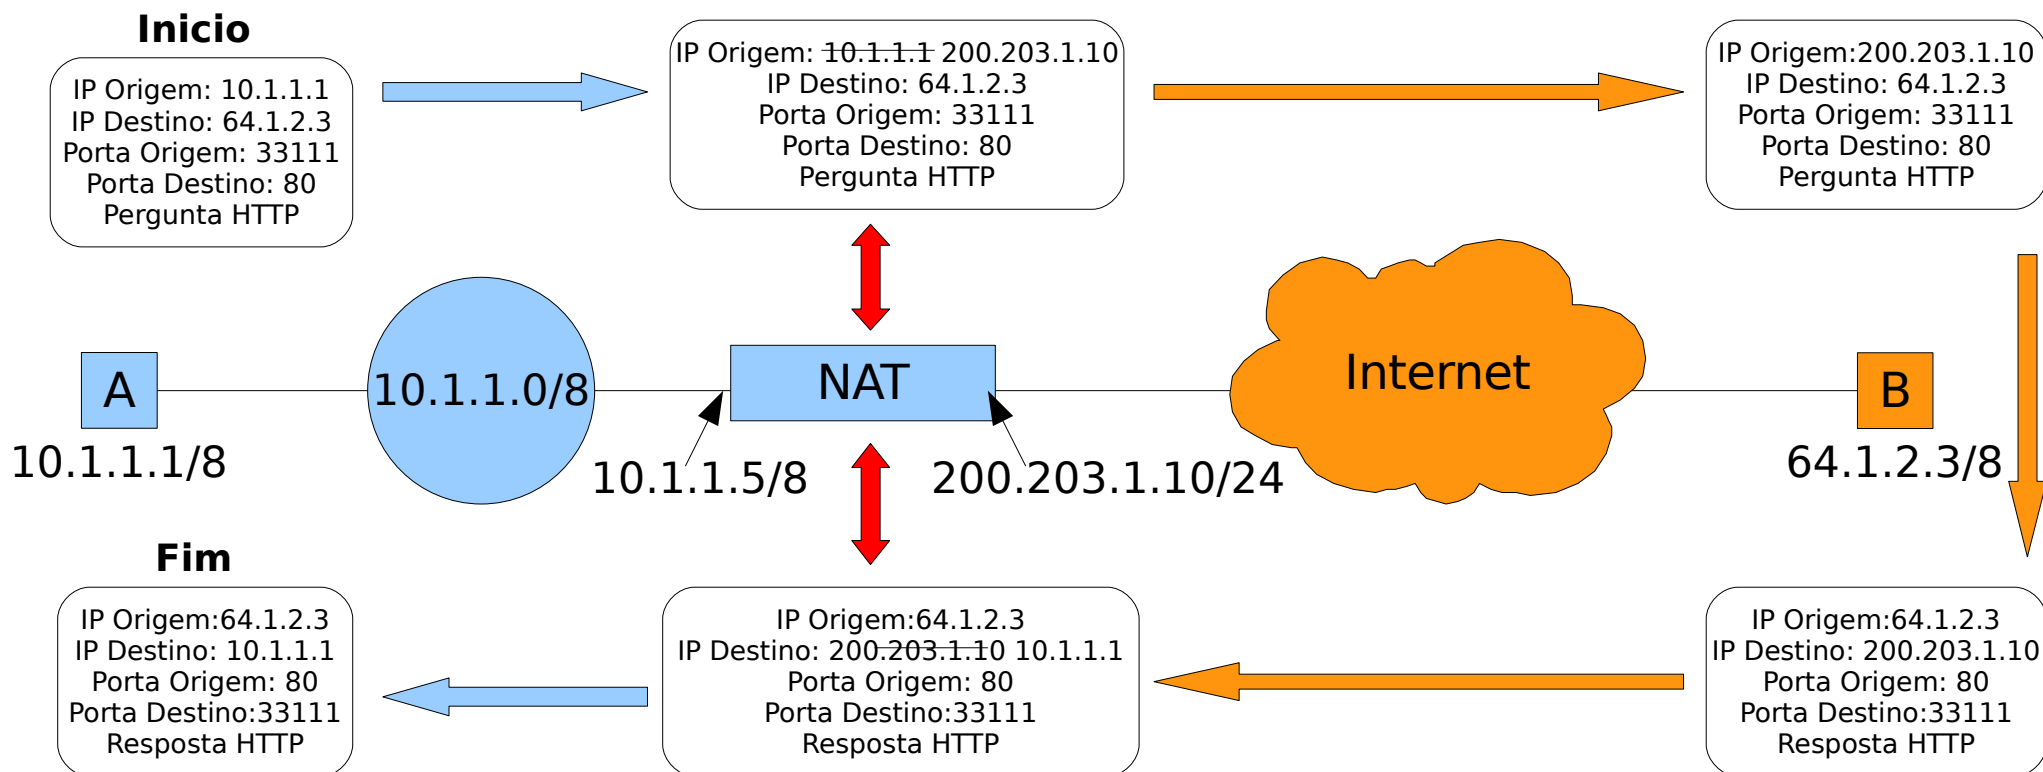 Inicio
IP Origem: 10.1.1.1
IP Destino: 64.1.2.3
Porta Origem: 33111
Porta Destino: 80
Pergunta HTTP
IP Origem: 10.1.1.1 200.203.1.10
IP Destino: 64.1.2.3
Porta Origem: 33111
Porta Destino: 80
Pergunta HTTP
IP Origem:200.203.1.10
IP Destino: 64.1.2.3
Porta Origem: 33111
Porta Destino: 80
Pergunta HTTP
A
10.1.1.1/8
10.1.1.0/8
NAT
10.1.1.5/8
200.203.1.10/24
Internet
B
64.1.2.3/8
Fim
IP Origem:64.1.2.3
IP Destino: 10.1.1.1
Porta Origem: 80
Porta Destino:33111
Resposta HTTP
IP Origem:64.1.2.3
IP Destino: 200.203.1.10 10.1.1.1
Porta Origem: 80
Porta Destino:33111
Resposta HTTP
IP Origem:64.1.2.3
IP Destino: 200.203.1.10
Porta Origem: 80
Porta Destino:33111
Resposta HTTP